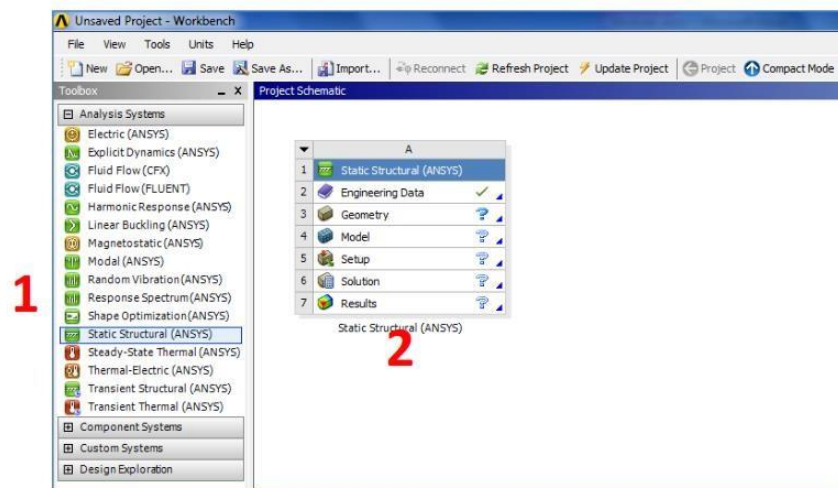 Unsaved Project - Workbench
File View Tools Units Help
New Open... Save Save As... Import... Reconnect Refresh Project Update Project Project Compact Mode
Toolbox
Project Schematic
Analysis Systems
Electric (ANSYS)
Explicit Dynamics (ANSYS)
Fluid Flow (CFX)
Fluid Flow (FLUENT)
Harmonic Response (ANSYS)
Linear Buckling (ANSYS)
Magnetostatic (ANSYS)
Modal (ANSYS)
Random Vibration (ANSYS)
Response Spectrum (ANSYS)
Shape Optimization (ANSYS)
Static Structural (ANSYS)
Steady-State Thermal (ANSYS)
Thermal-Electric (ANSYS)
Transient Structural (ANSYS)
Transient Thermal (ANSYS)
Component Systems
Custom Systems
Design Exploration
1
A
1 Static Structural (ANSYS)
2 Engineering Data
3 Geometry
4 Model
5 Setup
6 Solution
7 Results
Static Structural (ANSYS)
2